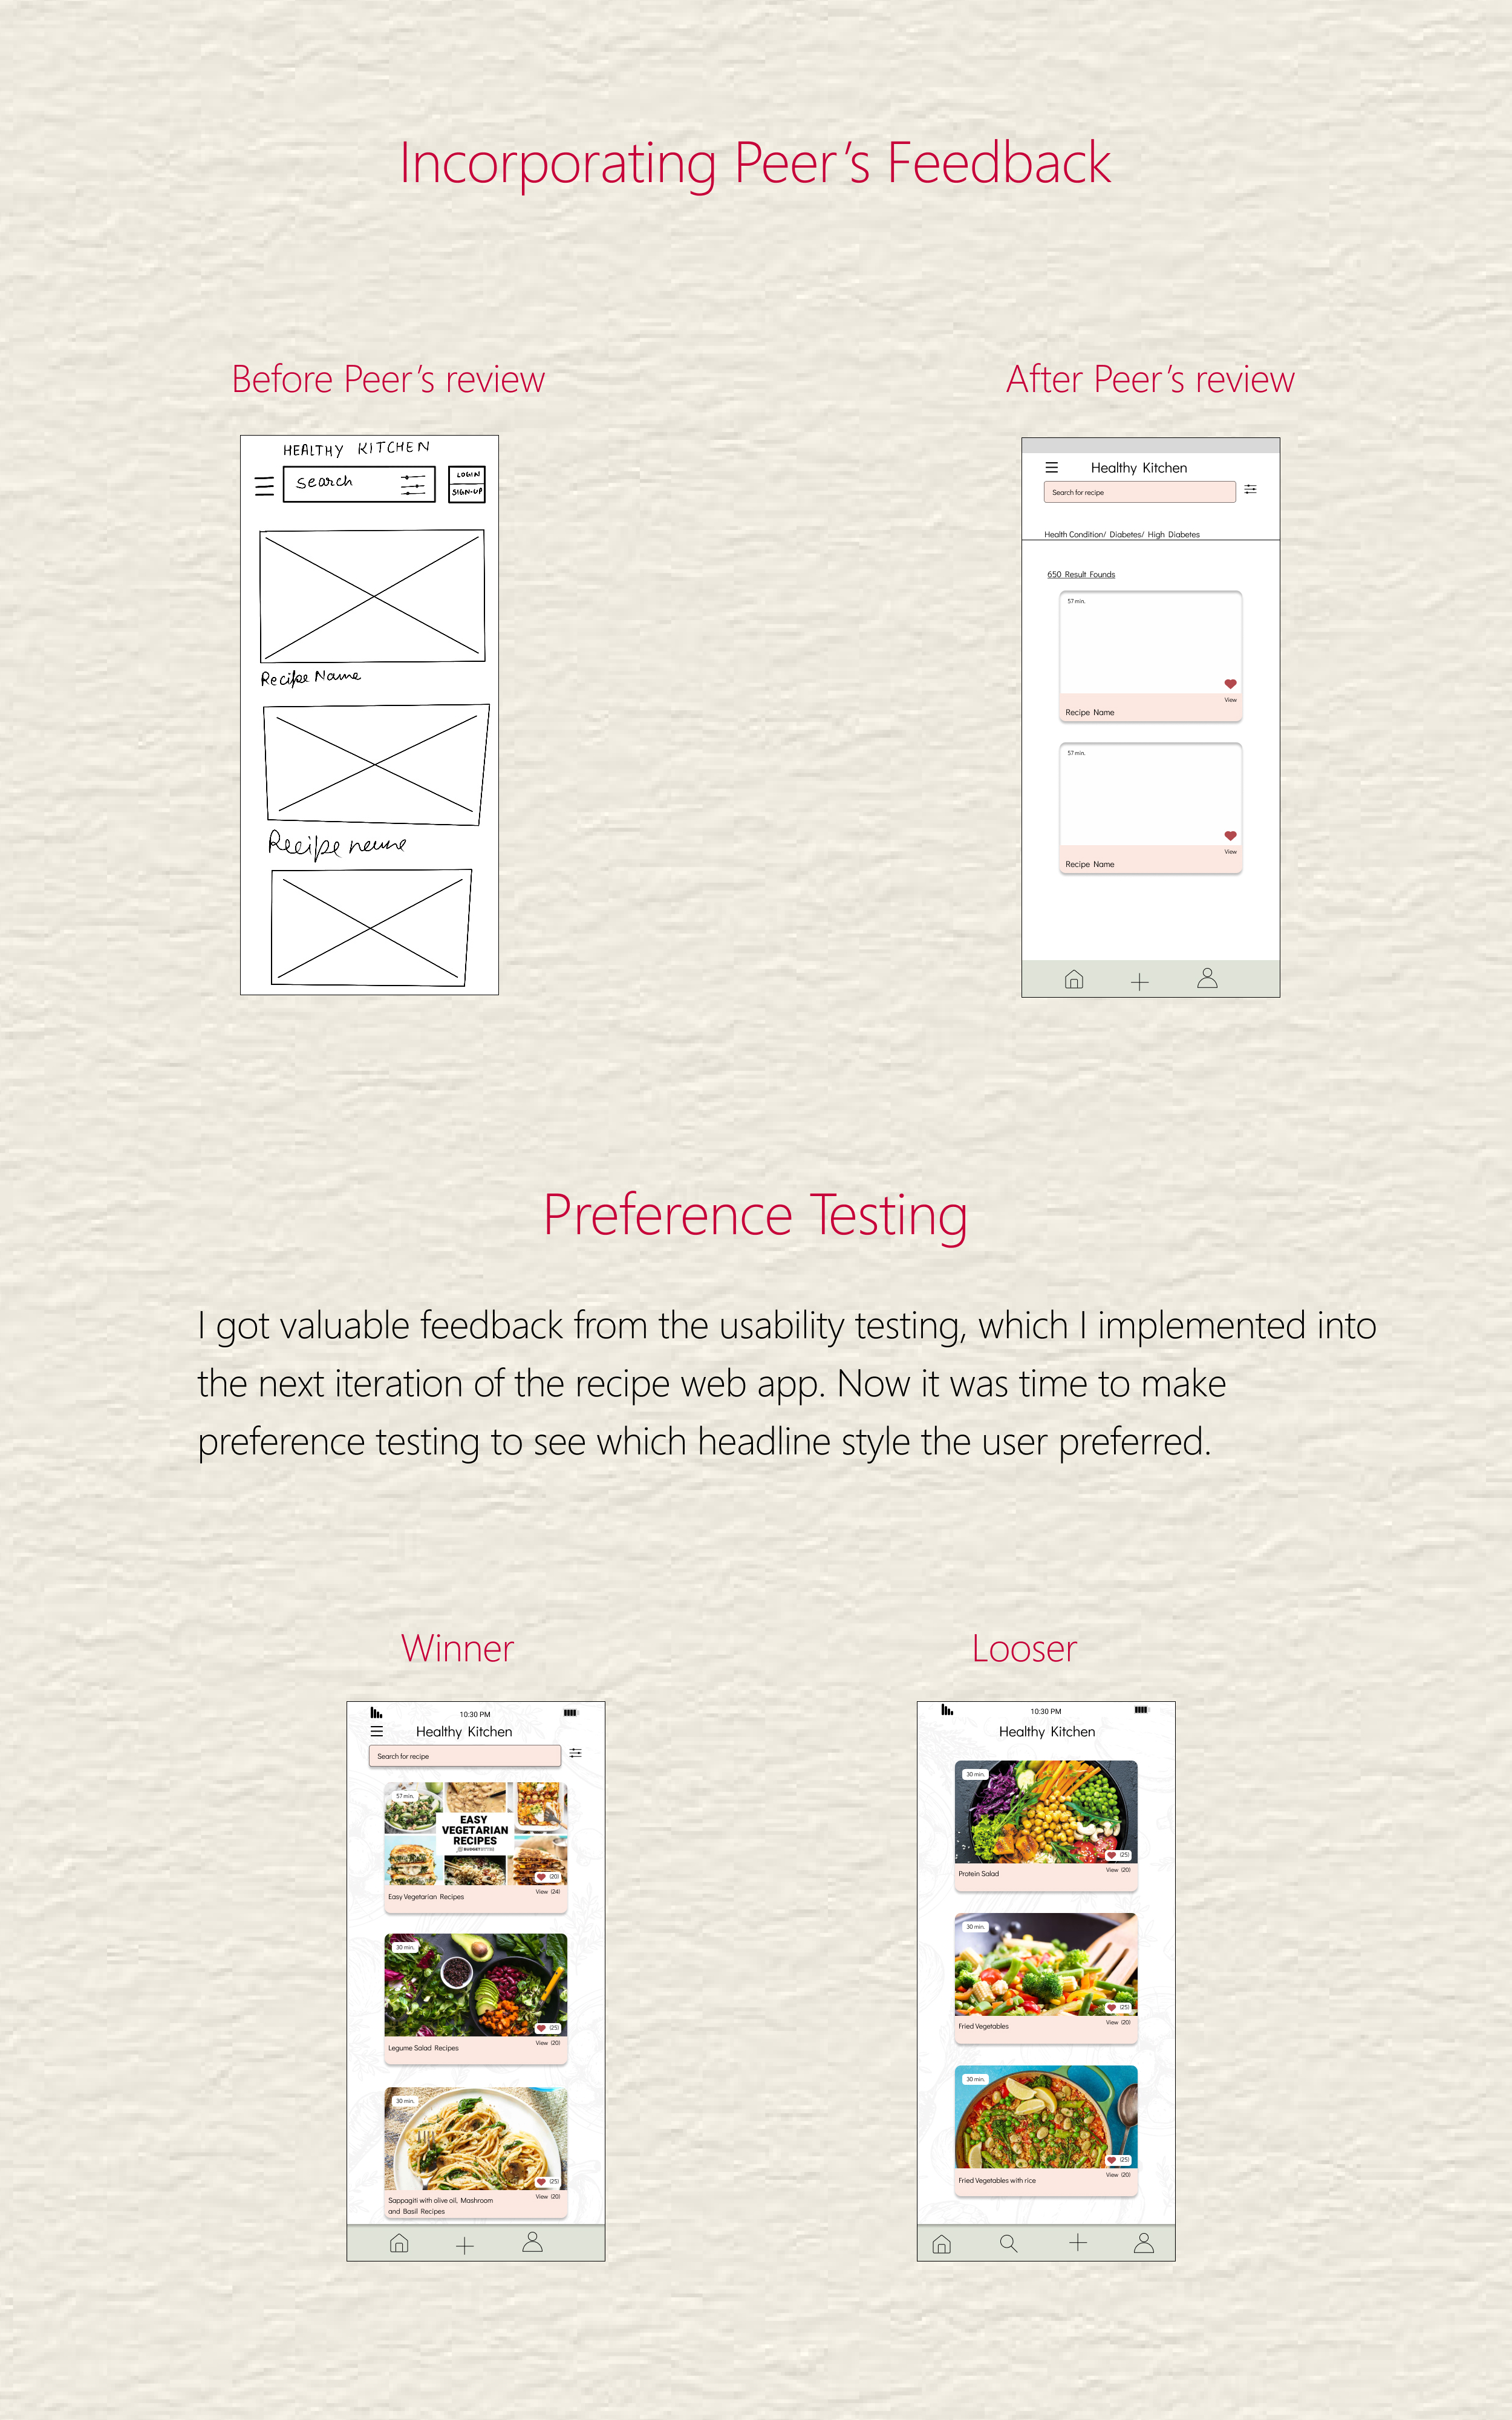 Incorporating Peer's Feedback
Before Peer's review
After Peer's review
HEALTHY KITCHEN
search
LOGIN
SIGN-UP
Recipe Name
Recipe name
Healthy Kitchen
Search for recipe
Health Condition/ Diabetes/ High Diabetes
650 Result Founds
57 min.
View
Recipe Name
57 min.
View
Recipe Name
Preference Testing
I got valuable feedback from the usability testing, which I implemented into
the next iteration of the recipe web app. Now it was time to make
preference testing to see which headline style the user preferred.
Winner
Looser
10:30 PM
Healthy Kitchen
Search for recipe
57 min.
EASY
VEGETARIAN
RECIPES
BUDGET BYTES
(20)
View (24)
Easy Vegetarian Recipes
30 min.
(25)
View (20)
Legume Salad Recipes
30 min.
(25)
View (20)
Sappagiti with olive oil, Mashroom
and Basil Recipes
10:30 PM
Healthy Kitchen
30 min.
(25)
View (20)
Protein Salad
30 min.
(25)
View (20)
Fried Vegetables
30 min.
(25)
View (20)
Fried Vegetables with rice